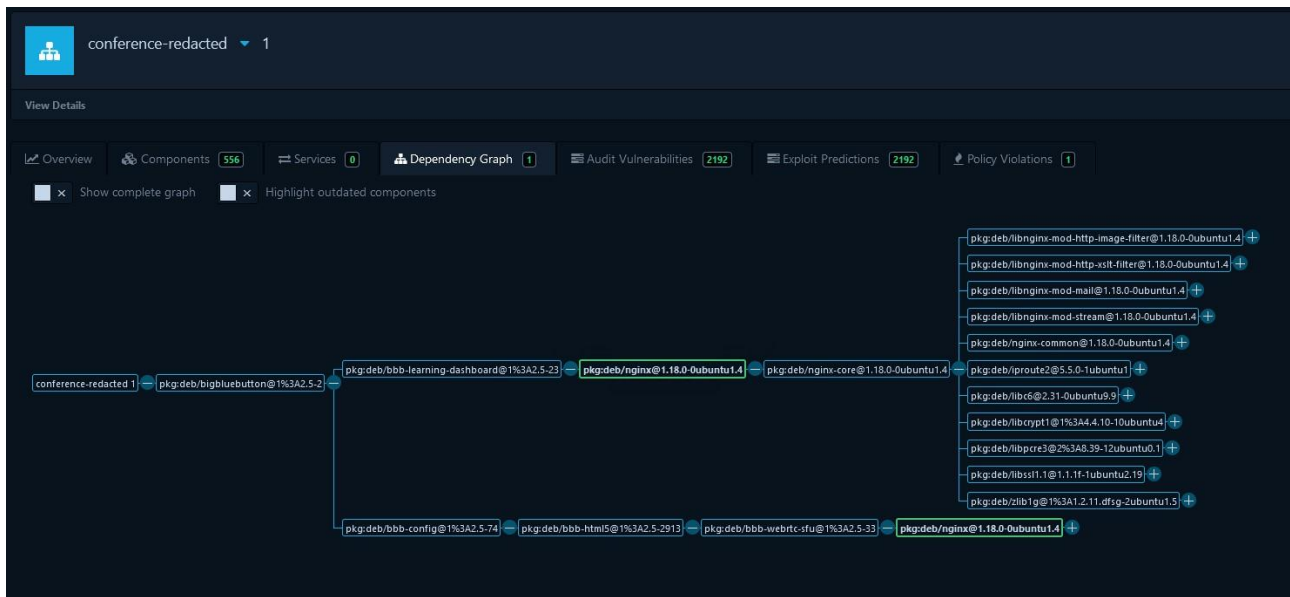 conference-redacted 1
View Details
Overview Components 556 Services 0 Dependency Graph 1 Audit Vulnerabilities 2192 Exploit Predictions 2192 Policy Violations 1
Show complete graph Highlight outdated components
pkg:deb/libnginx-mod-http-image-filter@1.18.0-0ubuntu1.4
pkg:deb/libnginx-mod-http-xslt-filter@1.18.0-0ubuntu1.4
pkg:deb/libnginx-mod-mail@1.18.0-0ubuntu1.4
pkg:deb/libnginx-mod-stream@1.18.0-0ubuntu1.4
pkg:deb/nginx-common@1.18.0-0ubuntu1.4
pkg:deb/bbb-learning-dashboard@1%3A2.5-23 pkg:deb/nginx@1.18.0-0ubuntu1.4 pkg:deb/nginx-core@1.18.0-0ubuntu1.4 pkg:deb/iproute2@5.5.0-1ubuntu1
conference-redacted 1 pkg:deb/bigbluebutton@1%3A2.5-2
pkg:deb/libc6@2.31-0ubuntu9.9
pkg:deb/libcrypt1@1%3A4.4.10-10ubuntu4
pkg:deb/libpcre3@2%3A8.39-12ubuntu0.1
pkg:deb/libssl1.1@1.1.1f-1ubuntu2.19
pkg:deb/zlib1g@1%3A1.2.11.dfsg-2ubuntu1.5
pkg:deb/bbb-config@1%3A2.5-74 pkg:deb/bbb-html5@1%3A2.5-2913 pkg:deb/bbb-webrtc-sfu@1%3A2.5-33 pkg:deb/nginx@1.18.0-0ubuntu1.4